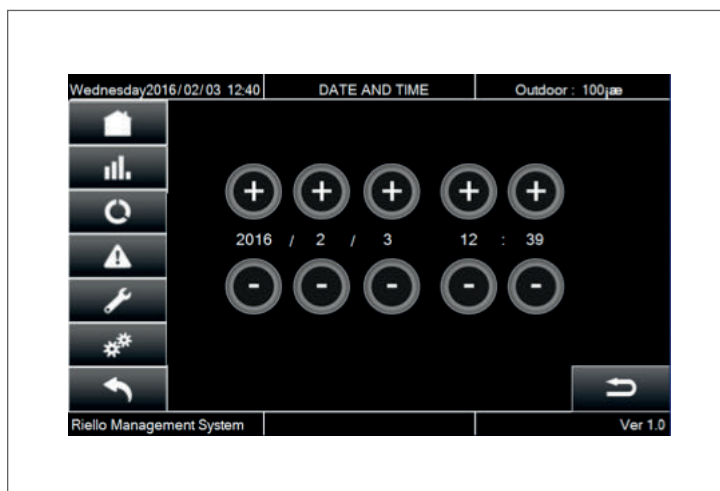 Wednesday2016/02/03 12:40 DATE AND TIME Outdoor : 100¡æ
+ + + + +
2016 / 2 / 3 12 : 39
- - - - -
Riello Management System Ver 1.0